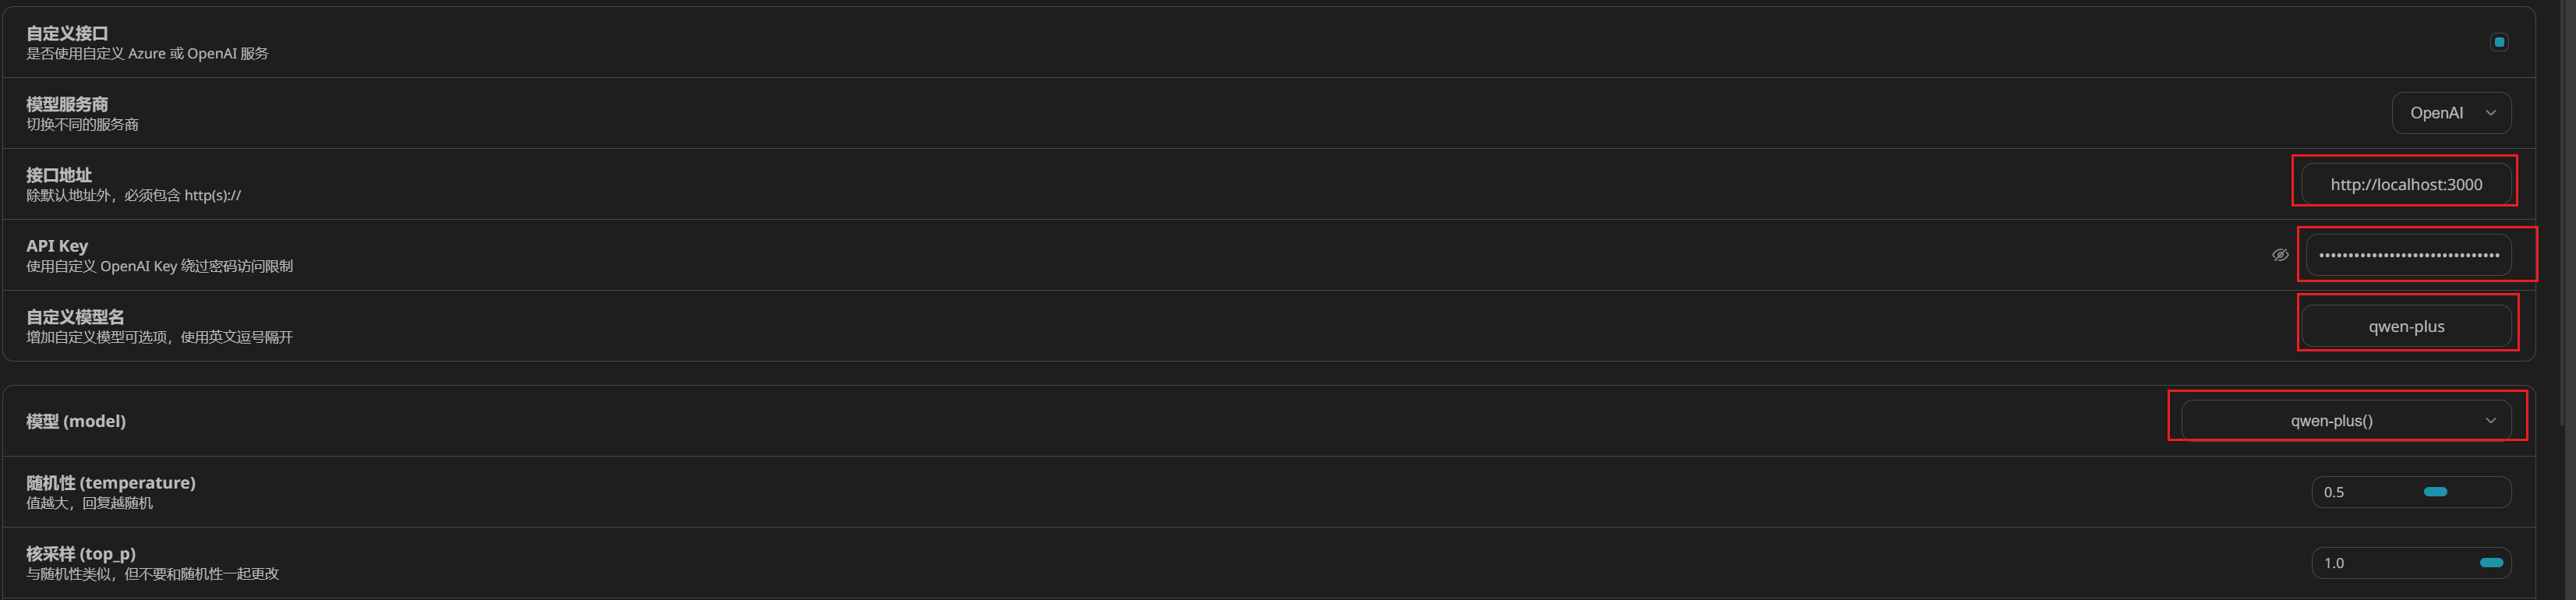 自定义接口
是否使用自定义 Azure 或 OpenAI 服务
模型服务商
切换不同的服务商
OpenAI
接口地址
除默认地址外，必须包含 http(s)://
http://localhost:3000
API Key
使用自定义 OpenAI Key 绕过密码访问限制
•••••••••••••••••••••••••••••••
自定义模型名
增加自定义模型可选项，使用英文逗号隔开
qwen-plus
模型 (model)
qwen-plus()
随机性 (temperature)
值越大，回复越随机
0.5
核采样 (top_p)
与随机性类似，但不要和随机性一起更改
1.0